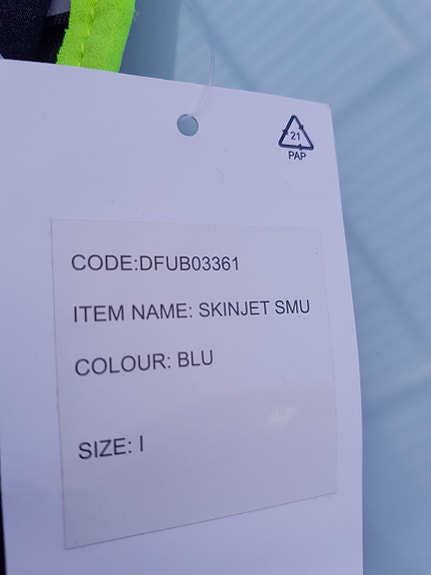 21
PAP
CODE:DFUB03361
ITEM NAME: SKINJET SMU
COLOUR: BLU
SIZE: I